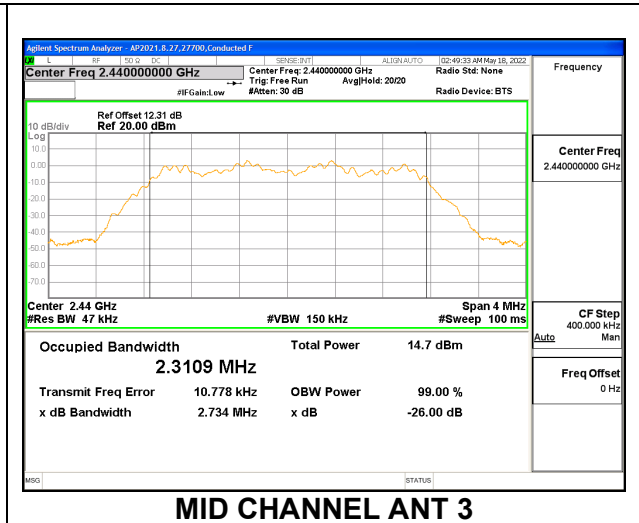 Agilent Spectrum Analyzer - AP2021.8.27,27700,Conducted F
L RF 50 Ω DC SENSE:INT ALIGN AUTO 02:49:33 AM May 18, 2022
Center Freq 2.440000000 GHz Center Freq: 2.440000000 GHz Radio Std: None Frequency
Trig: Free Run Avg|Hold: 20/20
#IFGain:Low #Atten: 30 dB Radio Device: BTS
Ref Offset 12.31 dB
10 dB/div Ref 20.00 dBm
Log
10.0
0.00
-10.0
-20.0
-30.0
-40.0
-50.0
-60.0
-70.0
Center Freq
2.440000000 GHz
Center 2.44 GHz Span 4 MHz
#Res BW 47 kHz #VBW 150 kHz #Sweep 100 ms
CF Step
400.000 kHz
Auto Man
Occupied Bandwidth Total Power 14.7 dBm
2.3109 MHz
Transmit Freq Error 10.778 kHz OBW Power 99.00 %
x dB Bandwidth 2.734 MHz x dB -26.00 dB
Freq Offset
0 Hz
MSG STATUS
MID CHANNEL ANT 3